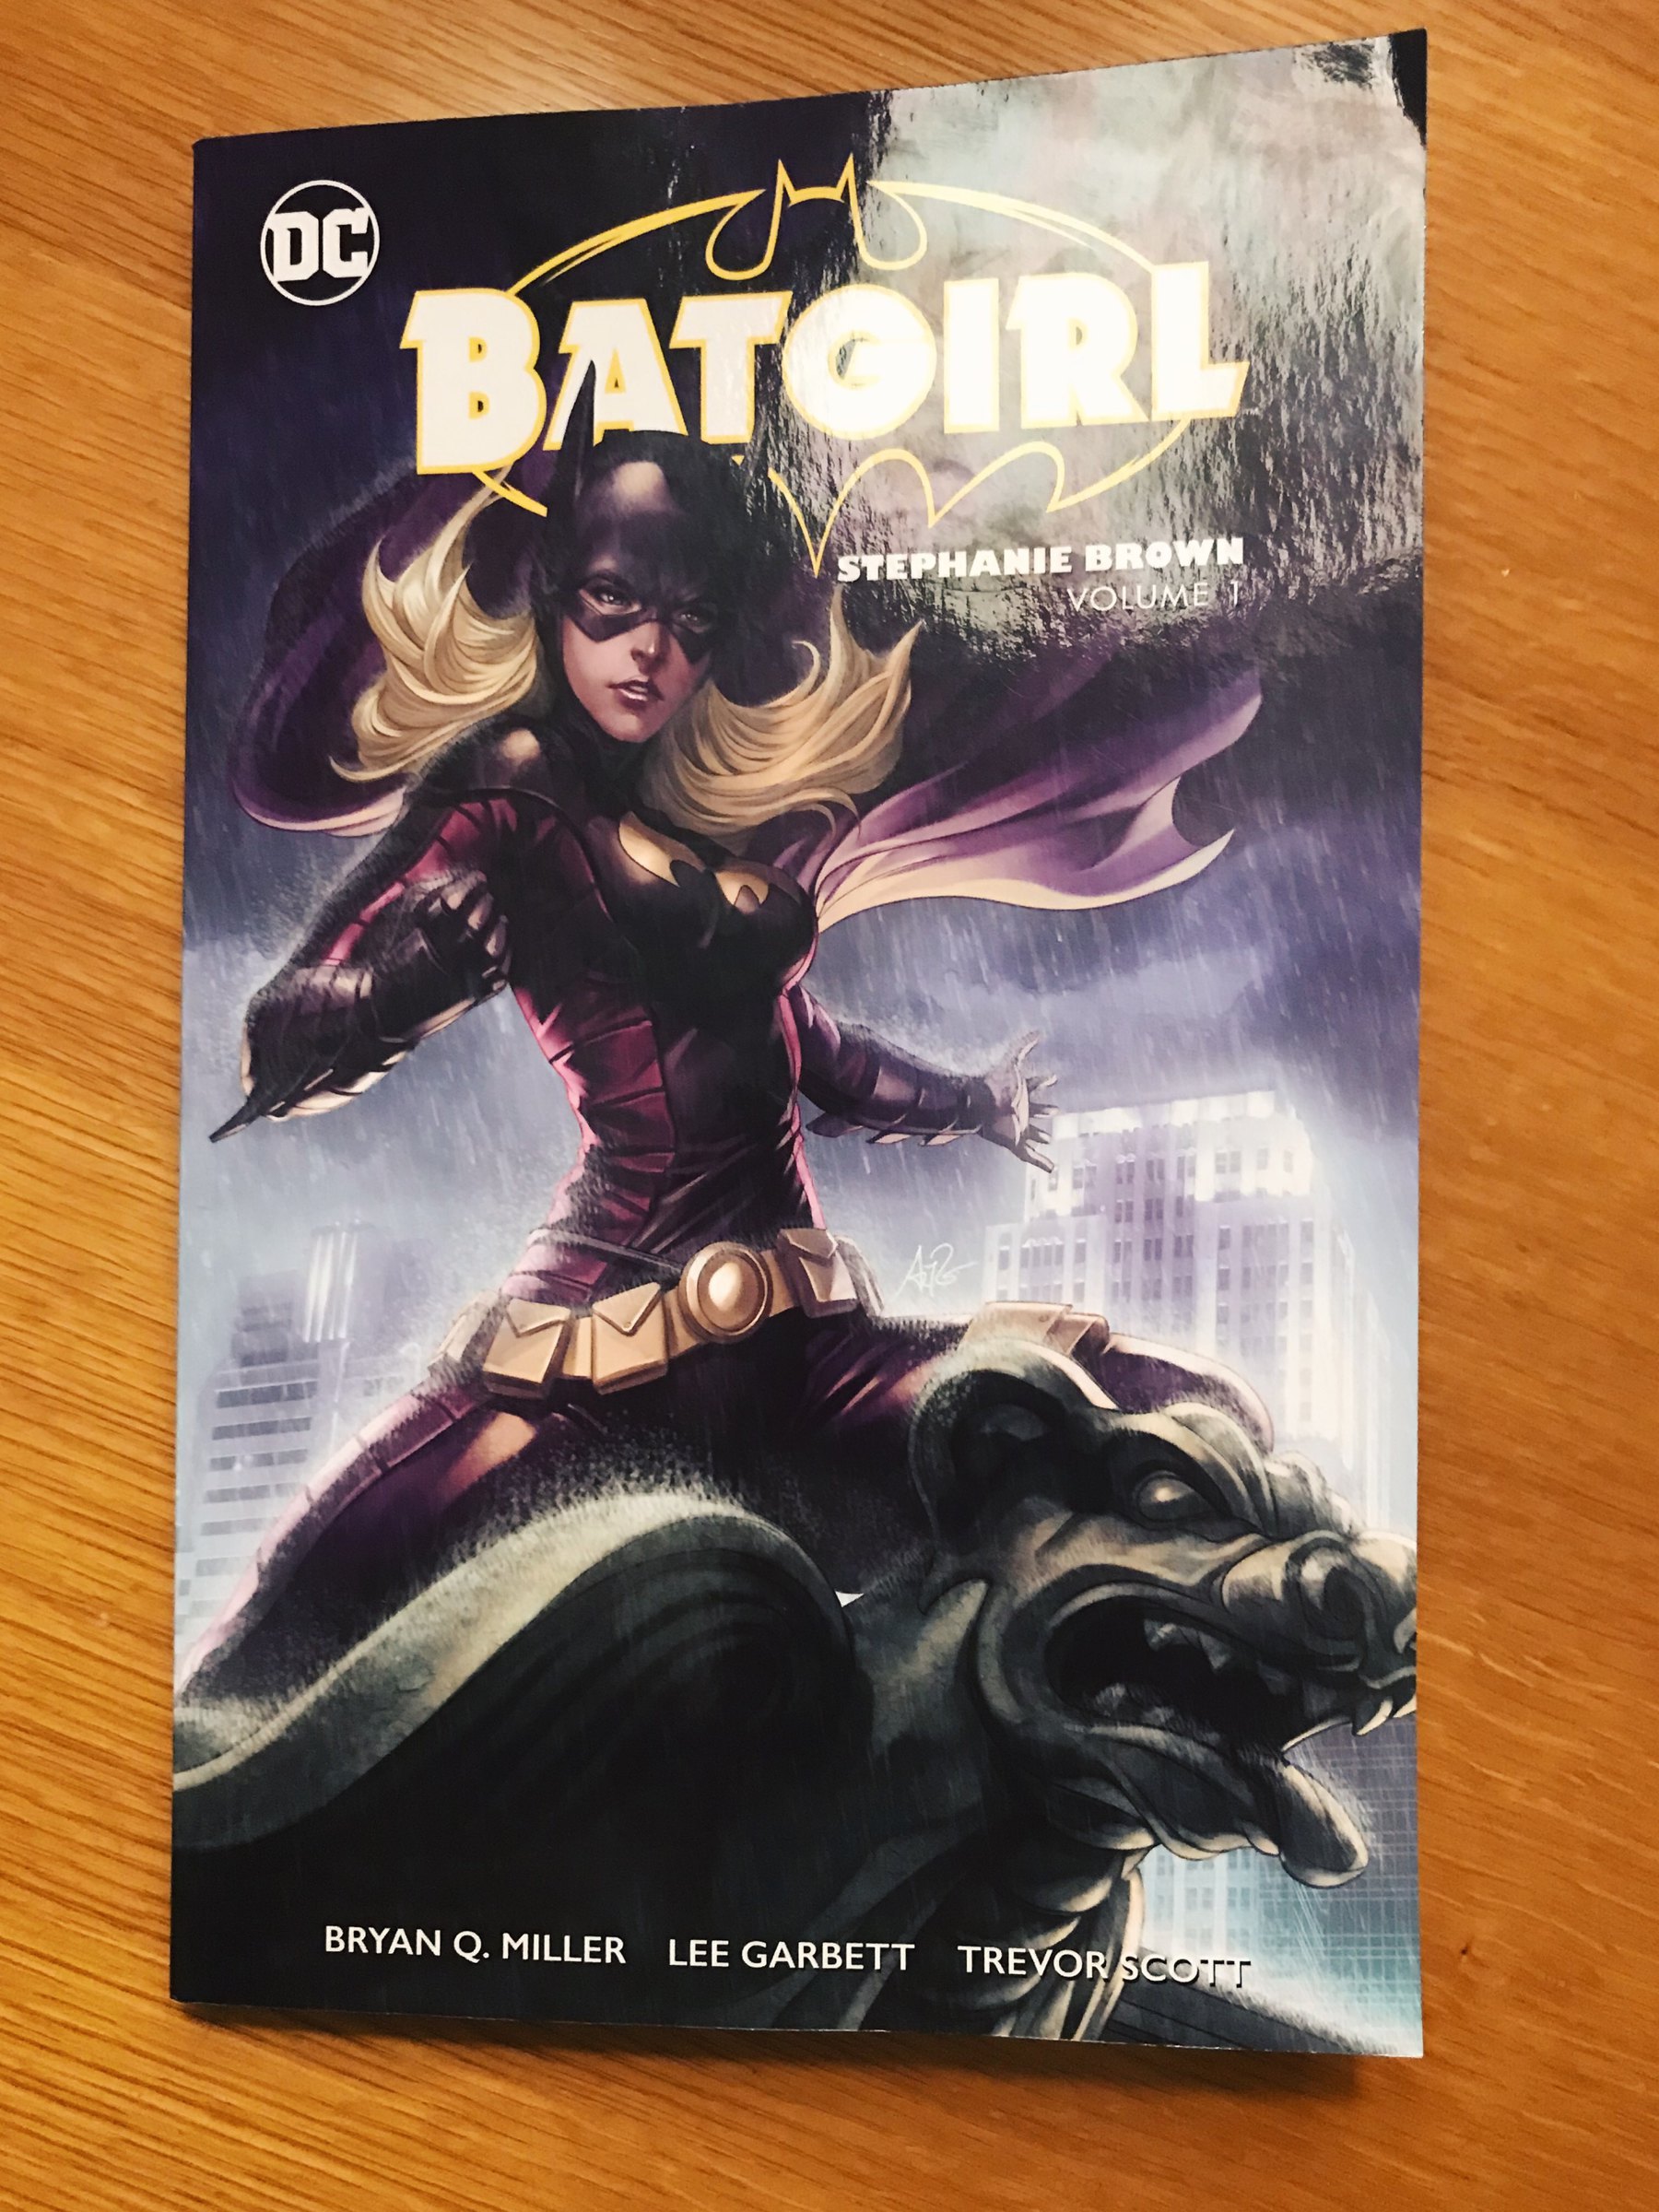 DC
BATGIRL
STEPHANIE BROWN
VOLUME 1
BRYAN Q. MILLER LEE GARBETT TREVOR SCOTT